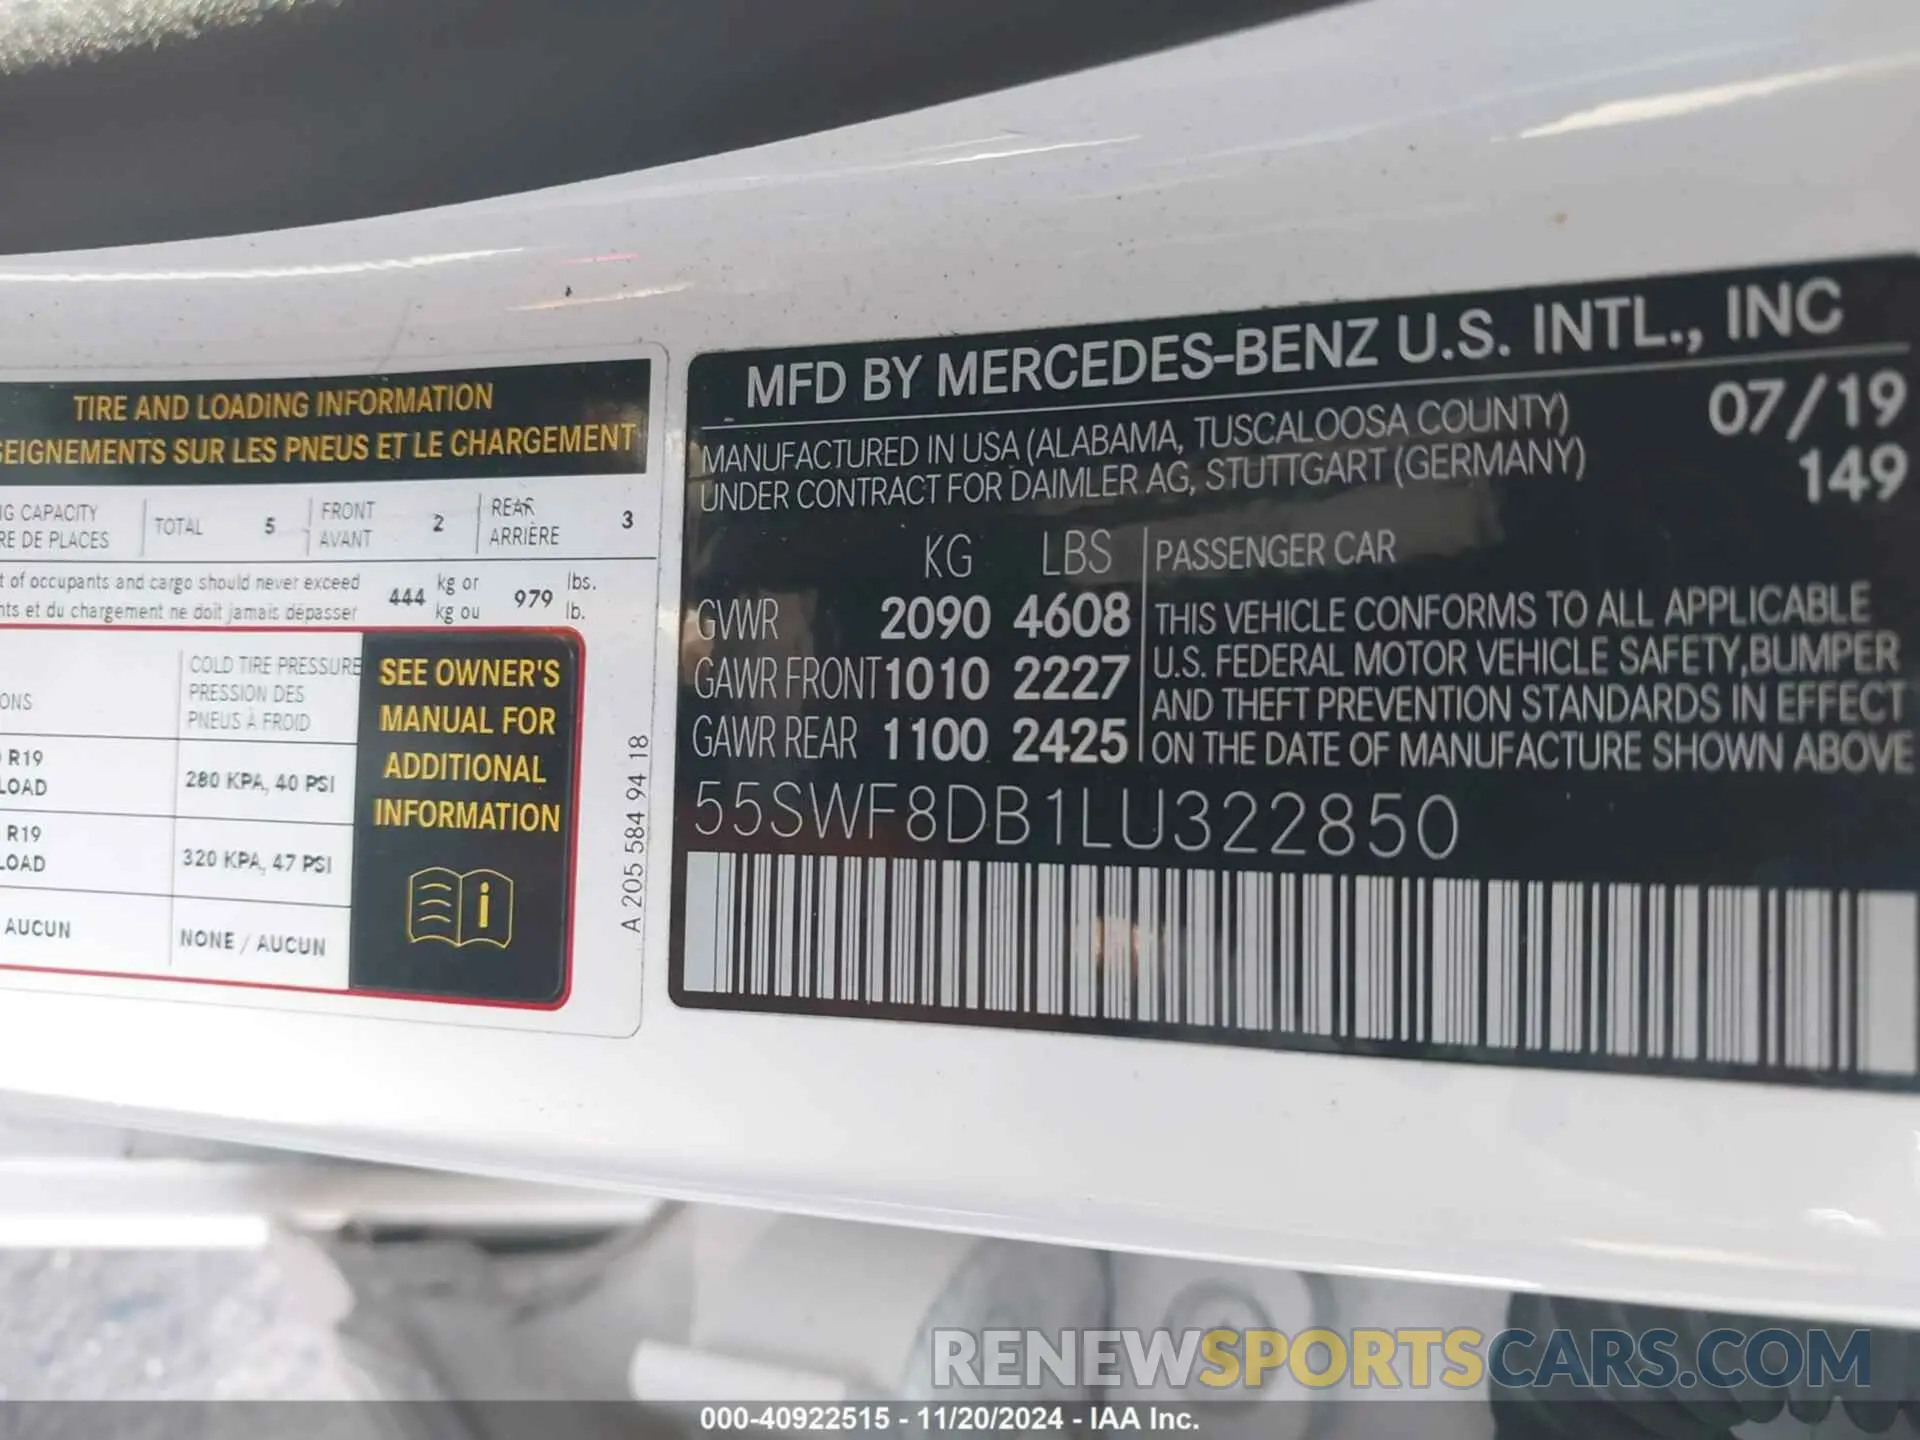 TIRE AND LOADING INFORMATION
SEIGNEMENTS SUR LES PNEUS ET LE CHARGEMENT
G CAPACITY
RE DE PLACES
TOTAL 5
FRONT
AVANT 2
REAR
ARRIÈRE 3
t of occupants and cargo should never exceed
nts et du chargement ne doit jamais dépasser
444 kg or
kg ou
979 lbs.
lb.
ONS
COLD TIRE PRESSURE
PRESSION DES
PNEUS À FROID
R19
LOAD
280 KPA, 40 PSI
R19
LOAD
320 KPA, 47 PSI
AUCUN
NONE / AUCUN
SEE OWNER'S
MANUAL FOR
ADDITIONAL
INFORMATION
A 205 584 94 18
MFD BY MERCEDES-BENZ U.S. INTL., INC
MANUFACTURED IN USA (ALABAMA, TUSCALOOSA COUNTY)
UNDER CONTRACT FOR DAIMLER AG, STUTTGART (GERMANY)
07/19
149
KG LBS
GVWR 2090 4608
GAWR FRONT 1010 2227
GAWR REAR 1100 2425
PASSENGER CAR
THIS VEHICLE CONFORMS TO ALL APPLICABLE
U.S. FEDERAL MOTOR VEHICLE SAFETY, BUMPER
AND THEFT PREVENTION STANDARDS IN EFFECT
ON THE DATE OF MANUFACTURE SHOWN ABOVE
55SWF8DB1LU322850
RENEWSPORTSCARS.COM
000-40922515 - 11/20/2024 - IAA Inc.